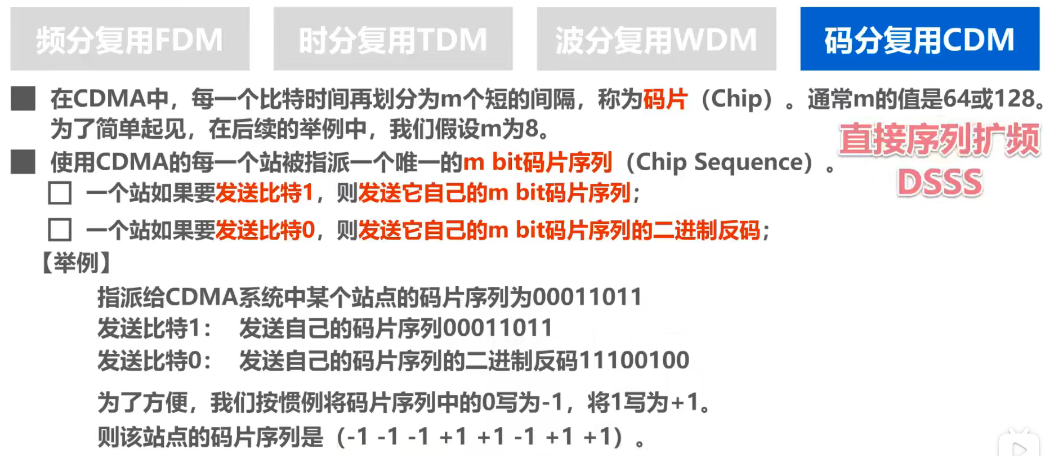 频分复用FDM 时分复用TDM 波分复用WDM 码分复用CDM
在CDMA中，每一个比特时间再划分为m个短的间隔，称为码片（Chip）。通常m的值是64或128。
为了简单起见，在后续的举例中，我们假设m为8。
直接序列扩频
DSSS
使用CDMA的每一个站被指派一个唯一的m bit码片序列（Chip Sequence）。
一个站如果要发送比特1，则发送它自己的m bit码片序列；
一个站如果要发送比特0，则发送它自己的m bit码片序列的二进制反码；
【举例】
指派给CDMA系统中某个站点的码片序列为00011011
发送比特1： 发送自己的码片序列00011011
发送比特0： 发送自己的码片序列的二进制反码11100100
为了方便，我们按惯例将码片序列中的0写为-1，将1写为+1。
则该站点的码片序列是（-1 -1 -1 +1 +1 -1 +1 +1）。